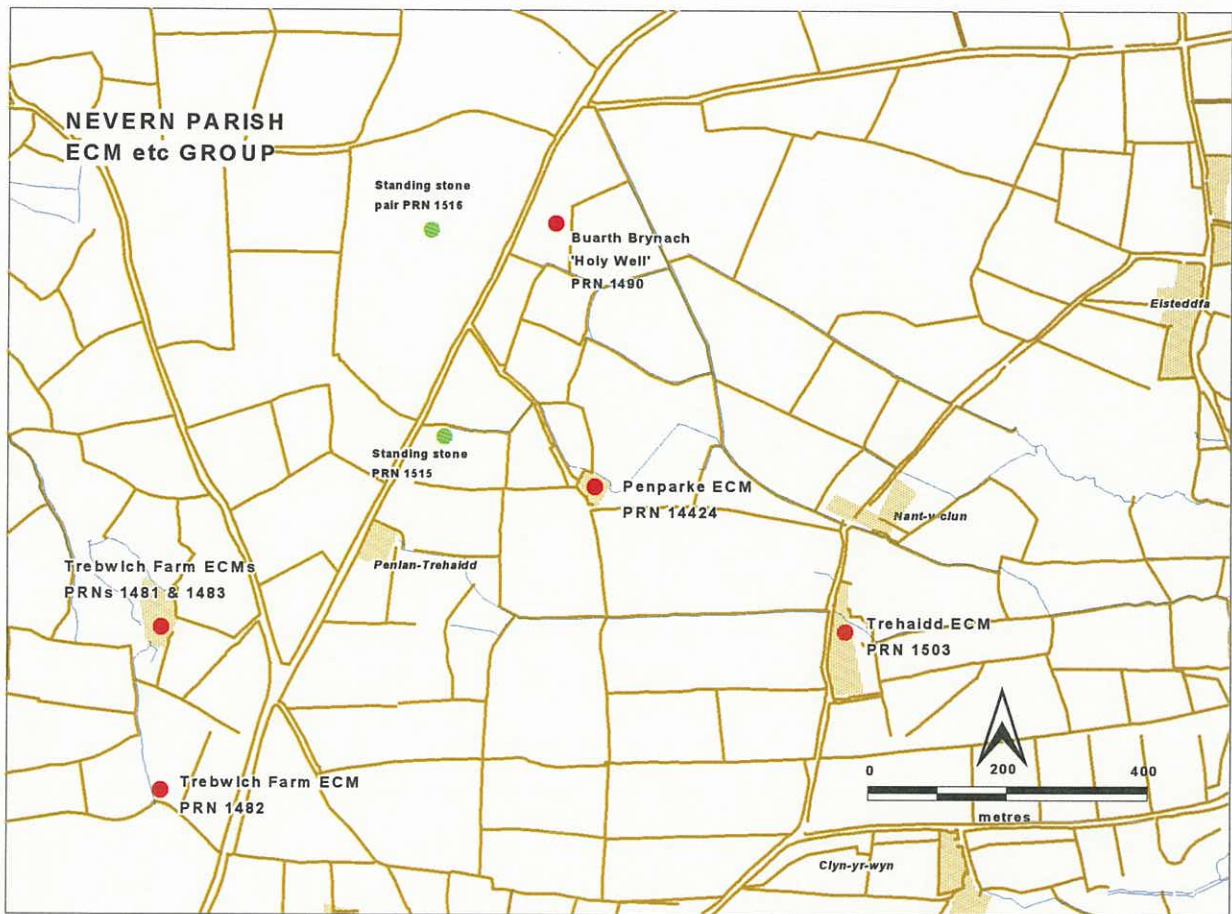 NEVERN PARISH
ECM etc GROUP
Standing stone
pair PRN 1516
Buarth Brynach
'Holy Well'
PRN 1490
Eisteddfa
Standing stone
PRN 1515
Penparke ECM
PRN 14424
Nant-y-clun
Penlan-Trehaidd
Trebwlch Farm ECMs
PRNs 1481 & 1483
Trehaidd ECM
PRN 1503
Trebwlch Farm ECM
PRN 1482
0 200 400
metres
Clyn-yr-wyn